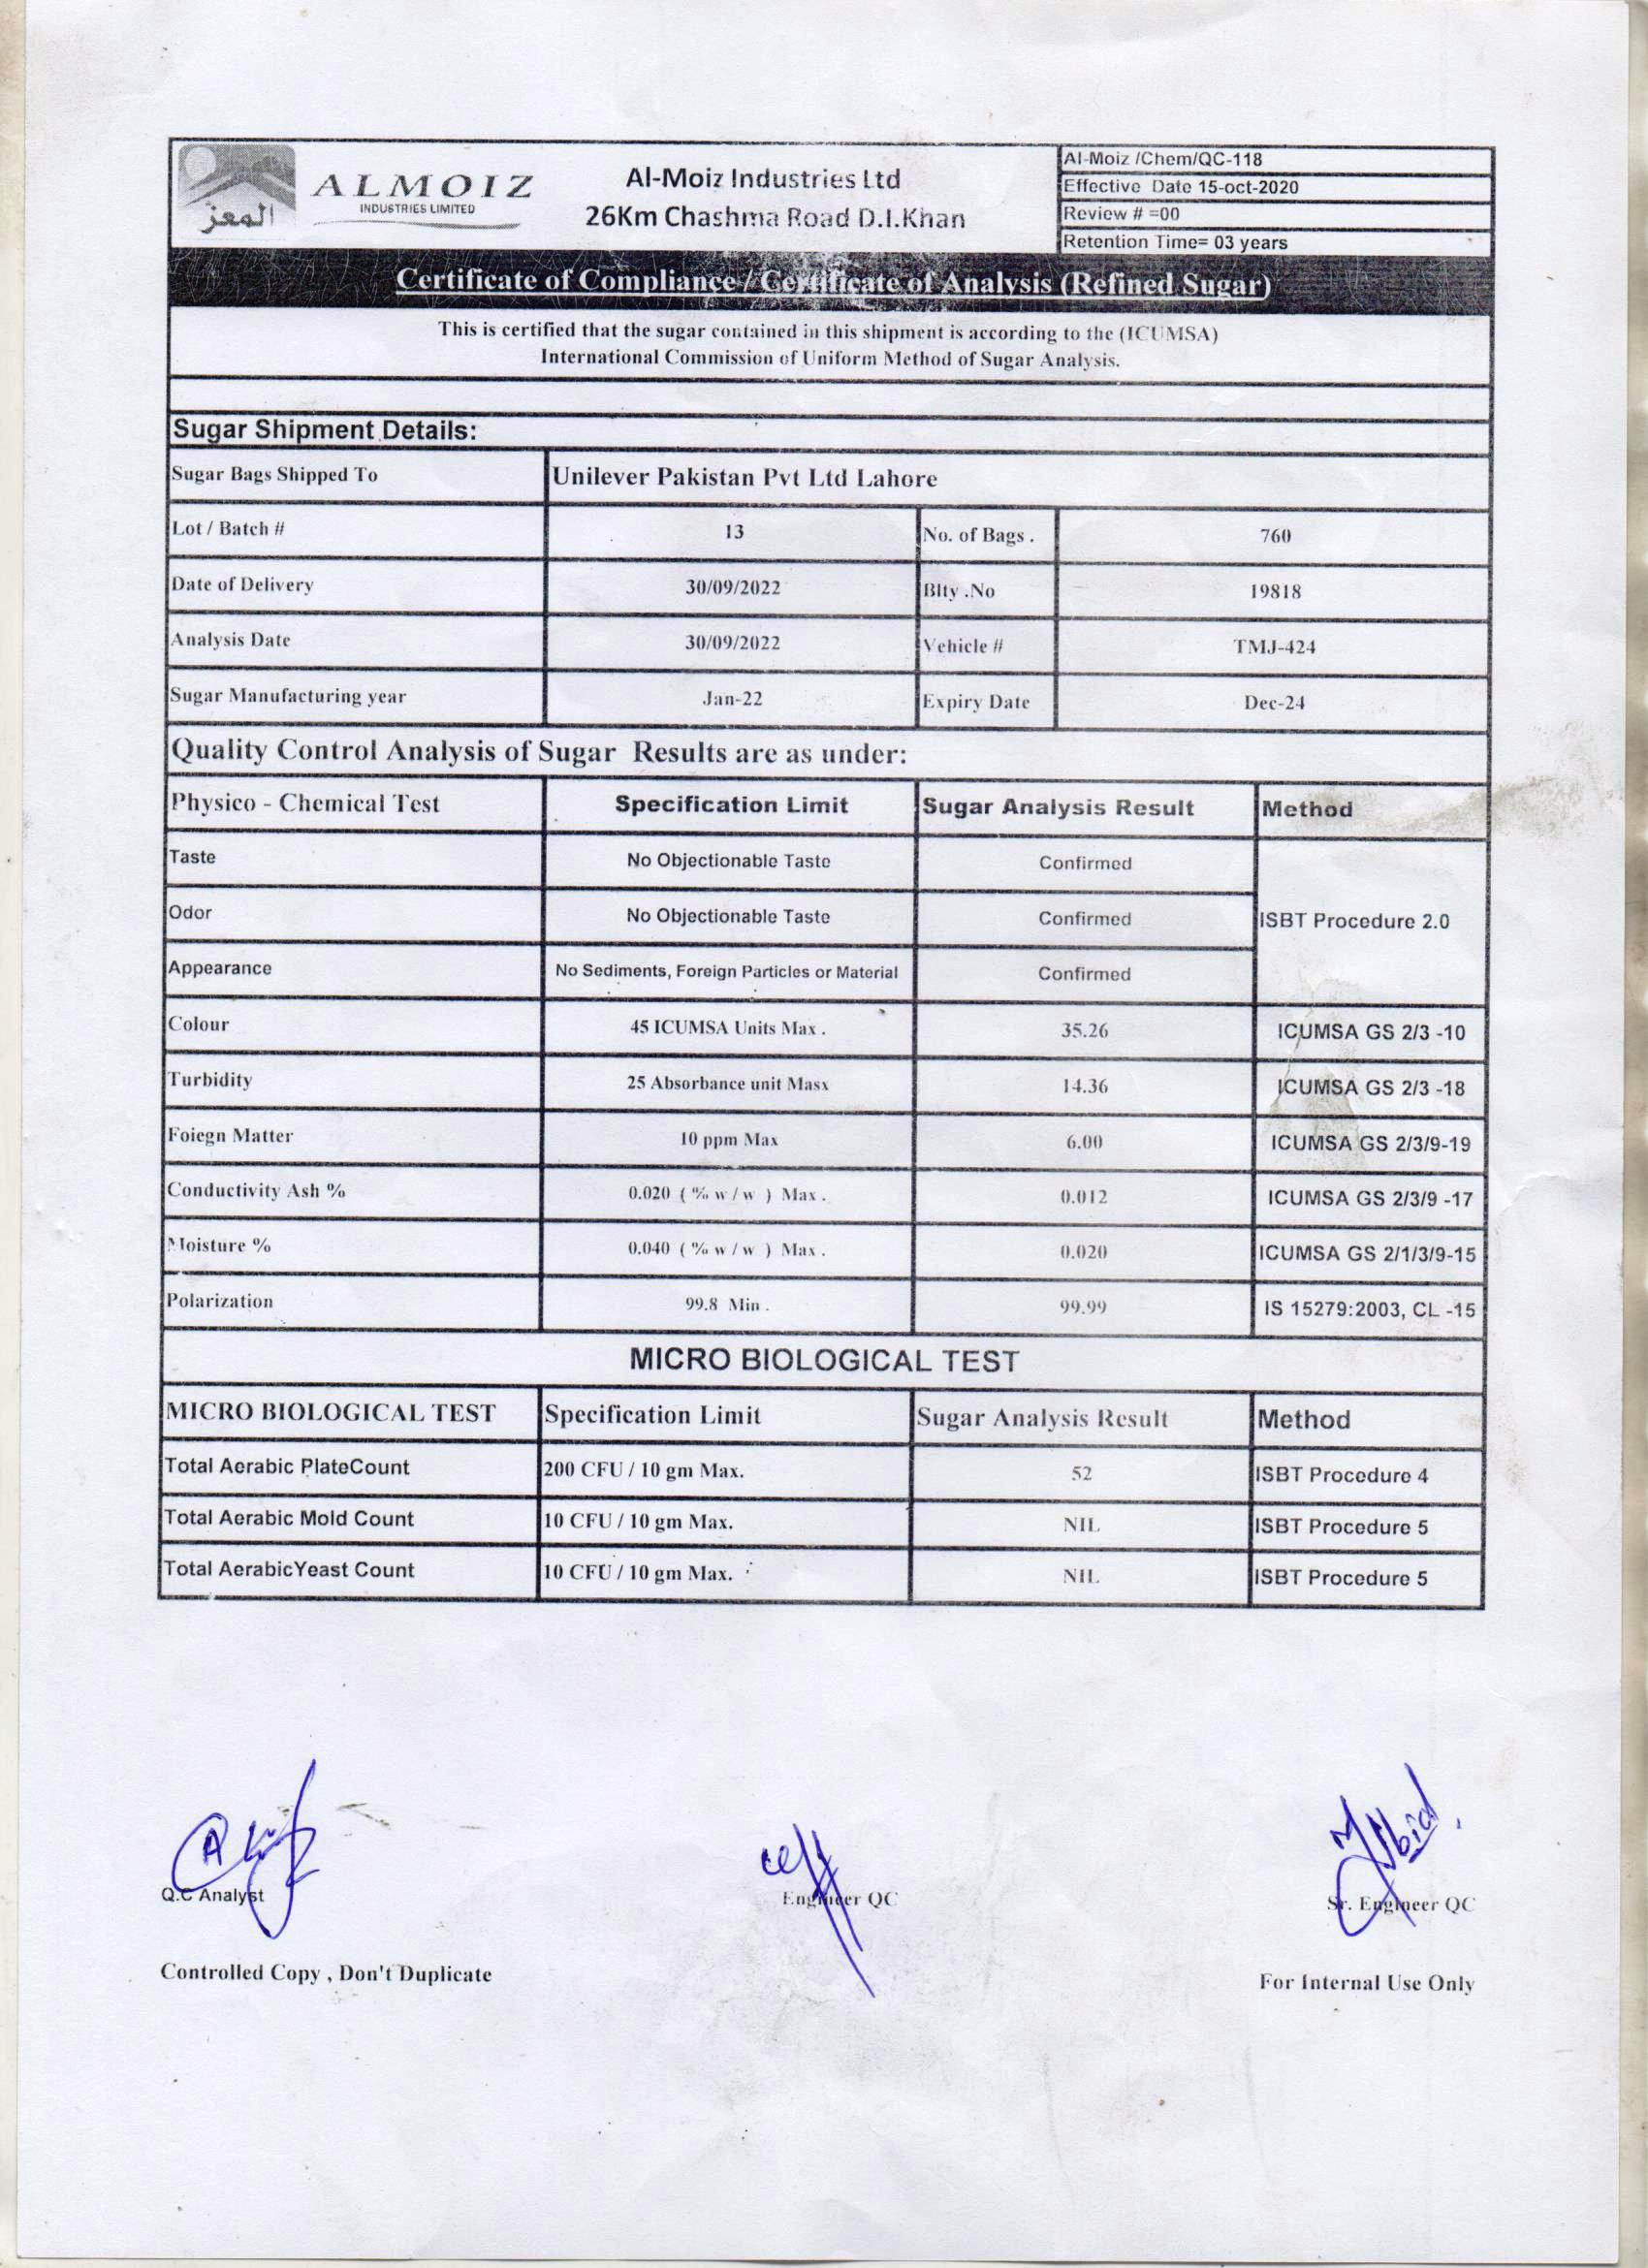 المعز
ALMOIZ
INDUSTRIES LIMITED
Al-Moiz Industries Ltd
26Km Chashma Road D.I.Khan
Al-Moiz /Chem/QC-118
Effective Date 15-oct-2020
Review # =00
Retention Time= 03 years
Certificate of Compliance / Certificate of Analysis (Refined Sugar)
This is certified that the sugar contained in this shipment is according to the (ICUMSA)
International Commission of Uniform Method of Sugar Analysis.
Sugar Shipment Details:
Sugar Bags Shipped To Unilever Pakistan Pvt Ltd Lahore
Lot / Batch # 13 No. of Bags . 760
Date of Delivery 30/09/2022 Blty .No 19818
Analysis Date 30/09/2022 Vehicle # TMJ-424
Sugar Manufacturing year Jan-22 Expiry Date Dec-24
Quality Control Analysis of Sugar Results are as under:
Physico - Chemical Test Specification Limit Sugar Analysis Result Method
Taste No Objectionable Taste Confirmed
Odor No Objectionable Taste Confirmed ISBT Procedure 2.0
Appearance No Sediments, Foreign Particles or Material Confirmed
Colour 45 ICUMSA Units Max . 35.26 ICUMSA GS 2/3 -10
Turbidity 25 Absorbance unit Masx 14.36 ICUMSA GS 2/3 -18
Foiegn Matter 10 ppm Max 6.00 ICUMSA GS 2/3/9-19
Conductivity Ash % 0.020 ( % w / w ) Max . 0.012 ICUMSA GS 2/3/9 -17
Moisture % 0.040 ( % w / w ) Max . 0.020 ICUMSA GS 2/1/3/9-15
Polarization 99.8 Min . 99.99 IS 15279:2003, CL -15
MICRO BIOLOGICAL TEST
MICRO BIOLOGICAL TEST Specification Limit Sugar Analysis Result Method
Total Aerabic PlateCount 200 CFU / 10 gm Max. 52 ISBT Procedure 4
Total Aerabic Mold Count 10 CFU / 10 gm Max. NIL ISBT Procedure 5
Total AerabicYeast Count 10 CFU / 10 gm Max. NIL ISBT Procedure 5
Q.C Analyst Engineer QC Sr. Engineer QC
Controlled Copy , Don't Duplicate For Internal Use Only